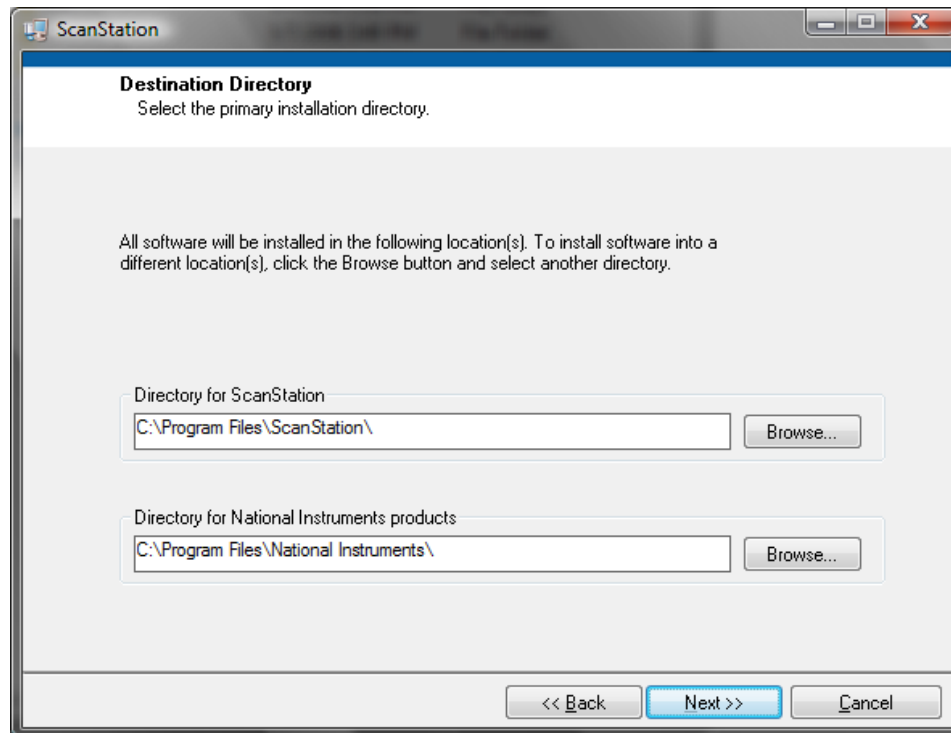 ScanStation
Destination Directory
Select the primary installation directory.
All software will be installed in the following location(s). To install software into a
different location(s), click the Browse button and select another directory.
Directory for ScanStation
C:\Program Files\ScanStation\
Browse...
Directory for National Instruments products
C:\Program Files\National Instruments\
Browse...
<< Back
Next >>
Cancel